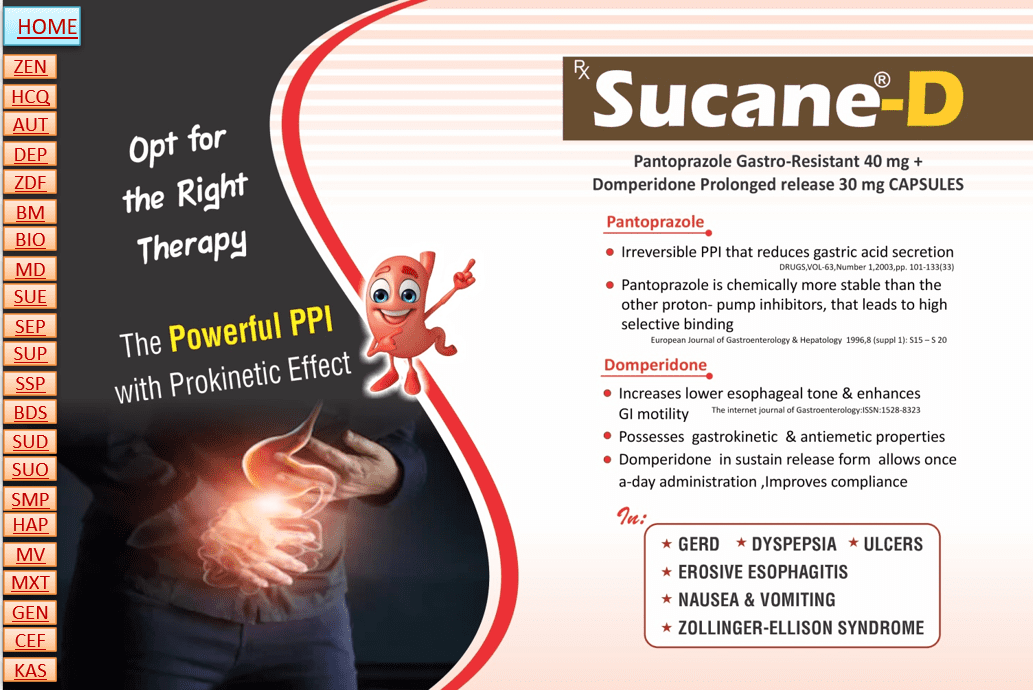 HOME
ZEN
HCQ
AUT
DEP
ZDF
BM
BIO
MD
SUE
SEP
SUP
SSP
BDS
SUD
SUO
SMP
HAP
MV
MXT
GEN
CEF
KAS
Opt for
the Right
Therapy
The Powerful PPI
with Prokinetic Effect
Rx Sucane®-D
Pantoprazole Gastro-Resistant 40 mg +
Domperidone Prolonged release 30 mg CAPSULES
Pantoprazole
• Irreversible PPI that reduces gastric acid secretion
DRUGS,VOL-63,Number 1,2003,pp. 101-133(33)
• Pantoprazole is chemically more stable than the
other proton- pump inhibitors, that leads to high
selective binding
European Journal of Gastroenterology & Hepatology 1996,8 (suppl 1): S15 – S 20
Domperidone
• Increases lower esophageal tone & enhances
GI motility The internet journal of Gastroenterology:ISSN:1528-8323
• Possesses gastrokinetic & antiemetic properties
• Domperidone in sustain release form allows once
a-day administration ,Improves compliance
In:
★ GERD ★ DYSPEPSIA ★ ULCERS
★ EROSIVE ESOPHAGITIS
★ NAUSEA & VOMITING
★ ZOLLINGER-ELLISON SYNDROME